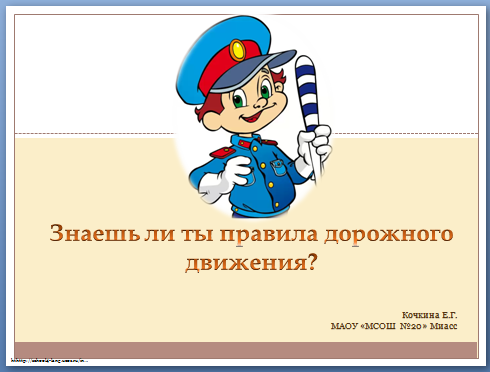 Знаешь ли ты правила дорожного
движения?
Кочкина Е.Г.
МАОУ «МСОШ №20» Миасс